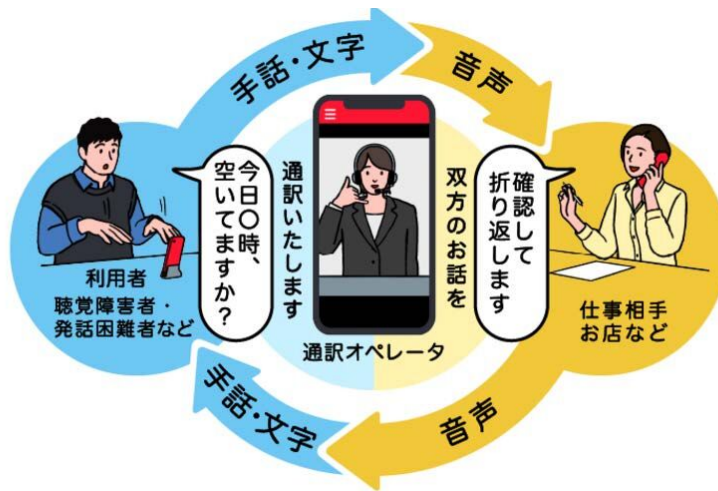 手話・文字
音声
今日〇時、
空いてますか？
通訳いたします
双方のお話を
確認して
折り返します
利用者
聴覚障害者・
発話困難者など
通訳オペレータ
仕事相手
お店など
手話・文字
音声